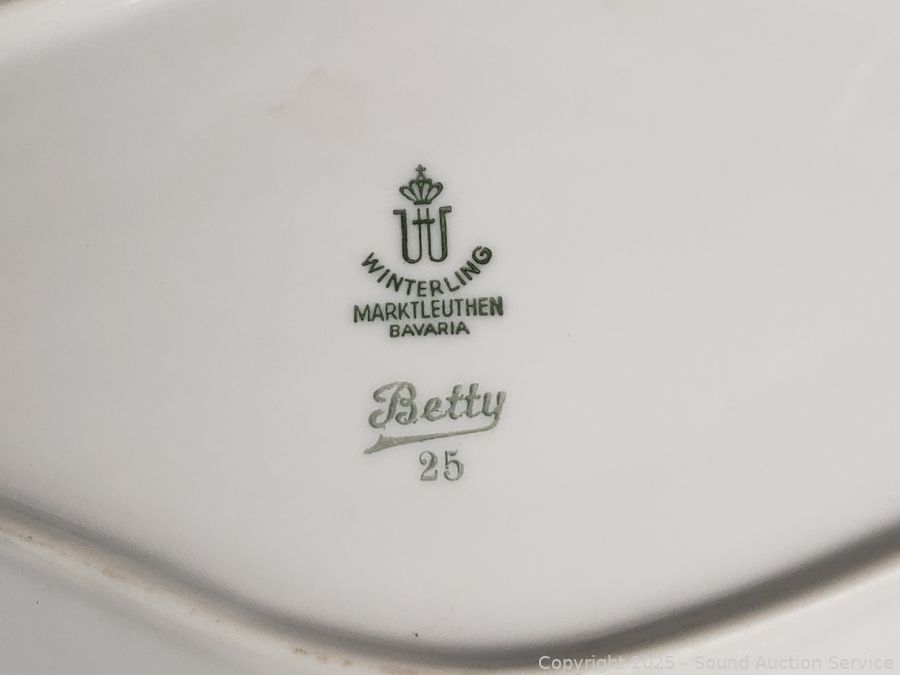 WINTERLING
MARKTLEUTHEN
BAVARIA
Betty
25
Copyright 2025 - Sound Auction Service